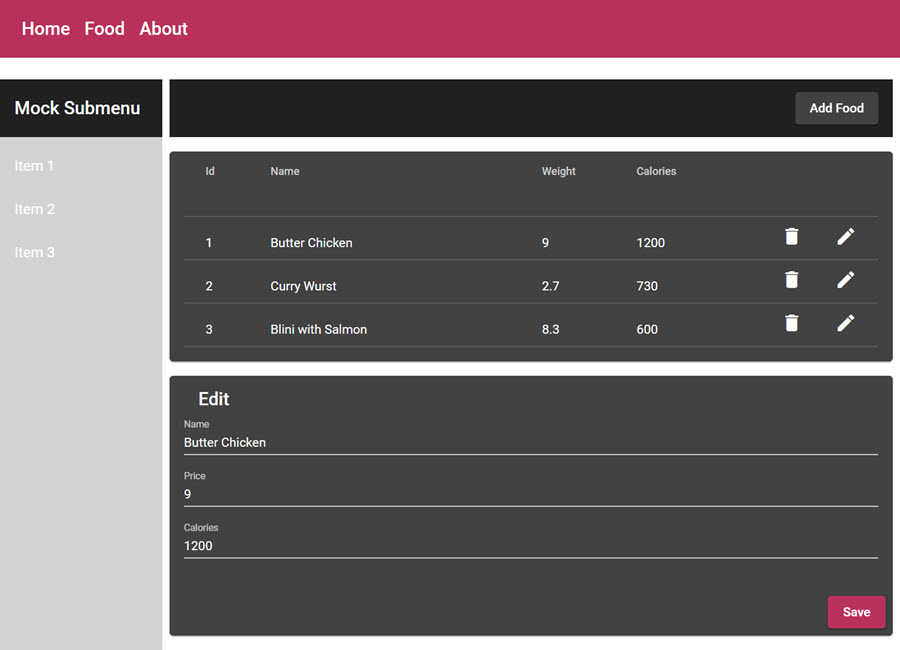 Home Food About
Mock Submenu
Item 1
Item 2
Item 3
Add Food
Id Name Weight Calories
1 Butter Chicken 9 1200
2 Curry Wurst 2.7 730
3 Blini with Salmon 8.3 600
Edit
Name
Butter Chicken
Price
9
Calories
1200
Save